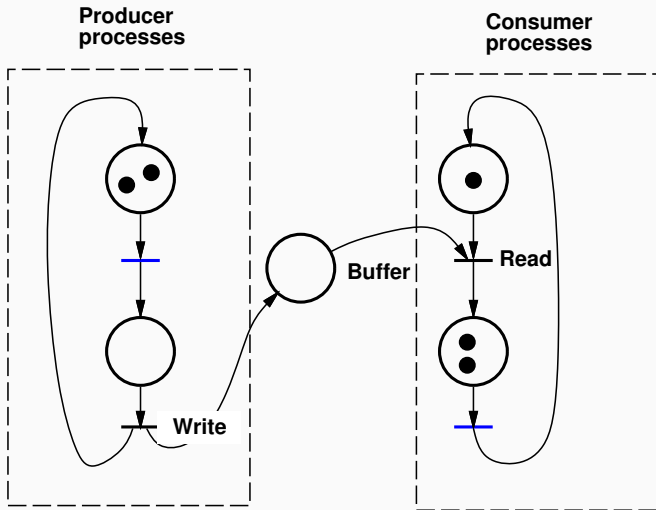 Producer
processes
Consumer
processes
Read
Buffer
Write